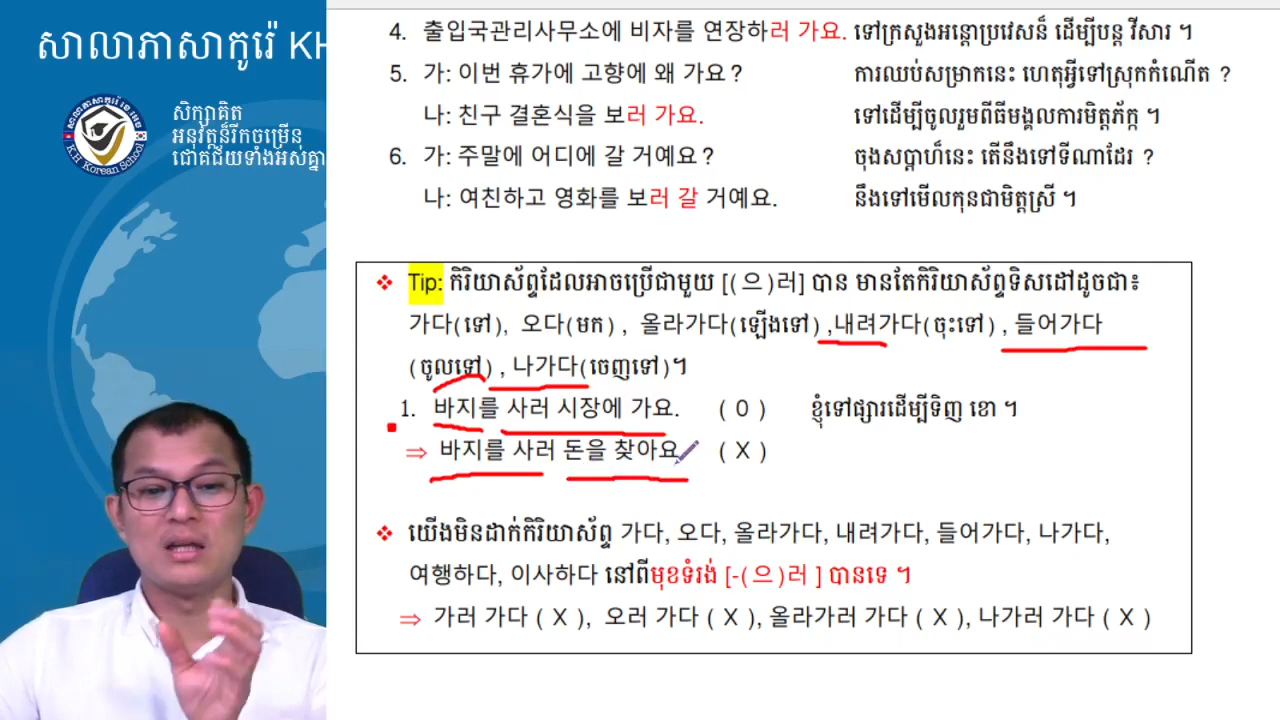 សាលាភាសាកូរ៉េ KH
សិក្សាគិត
អនុវត្តន៏រីកចម្រើន
ជោគជ័យទាំងអស់គ្នា
K.H Korean School
4. 출입국관리사무소에 비자를 연장하러 가요. ទៅក្រសួងអន្តោប្រវេសន៏ ដើម្បីបន្ត វីសារ ។
5. 가: 이번 휴가에 고향에 왜 가요? ការឈប់សម្រាកនេះ ហេតុអ្វីទៅស្រុកកំណើត ?
나: 친구 결혼식을 보러 가요. ទៅដើម្បីចូលរួមពីធីមង្គលការមិត្តភ័ក្ត ។
6. 가: 주말에 어디에 갈 거예요? ចុងសប្តាហ៏នេះ តើនឹងទៅទីណាដែរ ?
나: 여친하고 영화를 보러 갈 거예요. នឹងទៅមើលកុនជាមិត្តស្រី ។
❖ Tip: កិរិយាស័ព្ទដែលអាចប្រើជាមួយ [(으)러] បាន មានតែកិរិយាស័ព្ទទិសដៅដូចជា៖
가다(ទៅ), 오다(មក) , 올라가다(ឡើងទៅ) ,내려가다(ចុះទៅ) , 들어가다
(ចូលទៅ) , 나가다(ចេញទៅ)។
1. 바지를 사러 시장에 가요. ( O ) ខ្ញុំទៅផ្សារដើម្បីទិញ ខោ ។
⇒ 바지를 사러 돈을 찾아요 ( X )
❖ យើងមិនដាក់កិរិយាស័ព្ទ 가다, 오다, 올라가다, 내려가다, 들어가다, 나가다,
여행하다, 이사하다 នៅពីមុខទំរង់ [-(으)러 ] បានទេ ។
⇒ 가러 가다 ( X ), 오러 가다 ( X ), 올라가러 가다 ( X ), 나가러 가다 ( X )